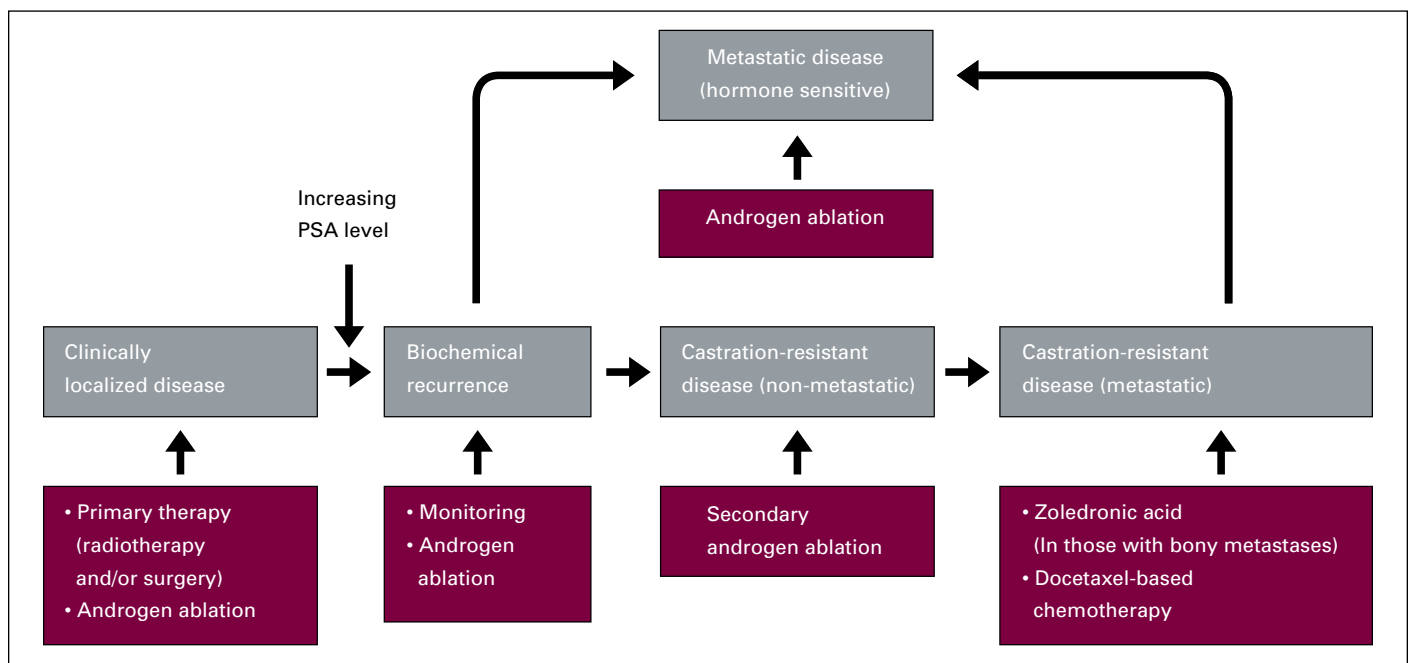 Metastatic disease
(hormone sensitive)
Androgen ablation
Increasing
PSA level
Clinically
localized disease
Biochemical
recurrence
Castration-resistant
disease (non-metastatic)
Castration-resistant
disease (metastatic)
• Primary therapy
(radiotherapy
and/or surgery)
• Androgen ablation
• Monitoring
• Androgen
ablation
Secondary
androgen ablation
• Zoledronic acid
(In those with bony metastases)
• Docetaxel-based
chemotherapy